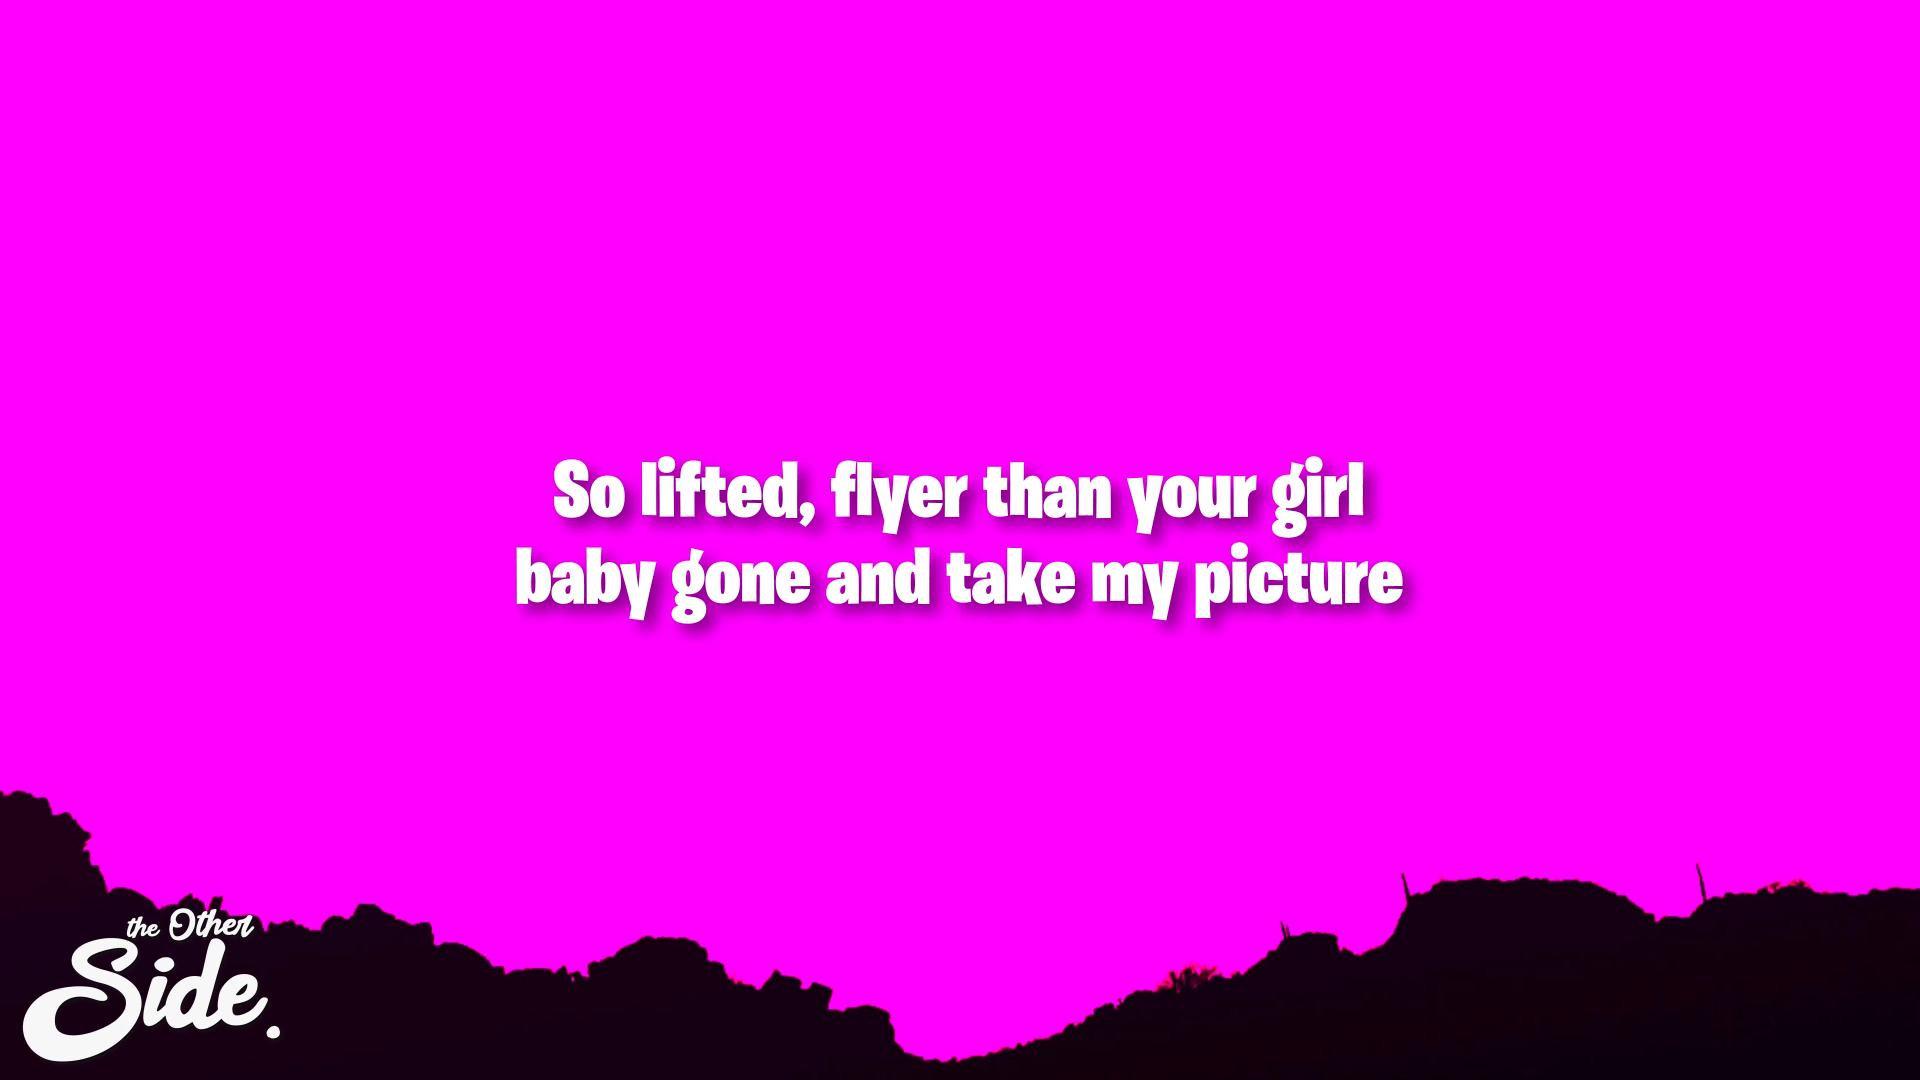 So lifted, flyer than your girl
baby gone and take my picture
the Other
Side.